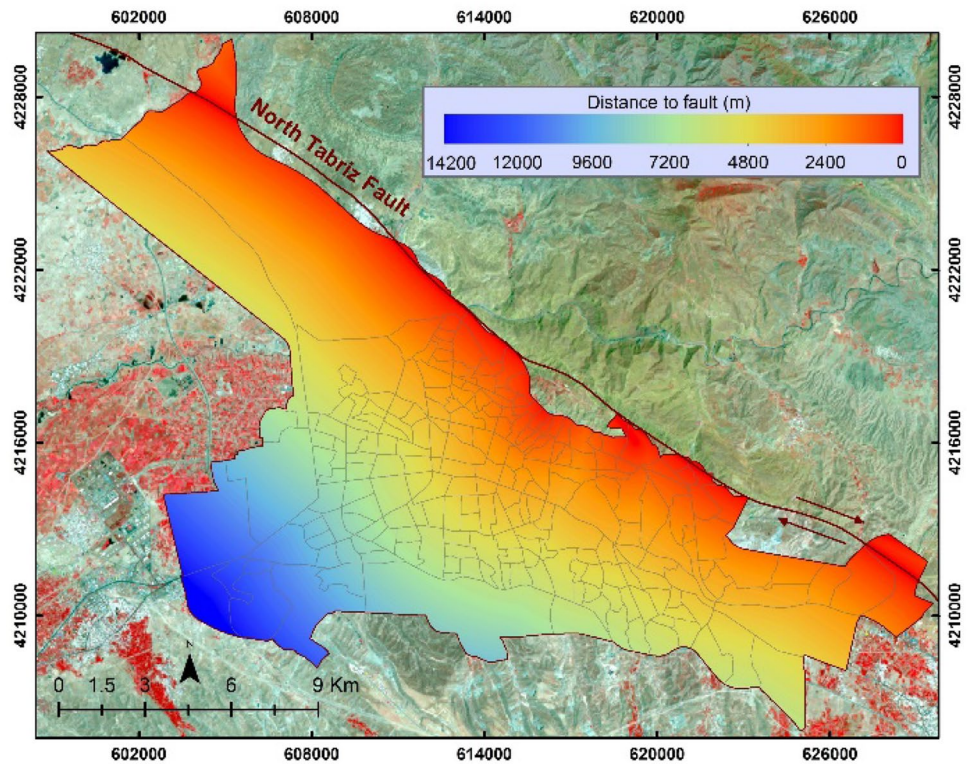 602000 608000 614000 620000 626000
4228000 4228000
Distance to fault (m)
14200 12000 9600 7200 4800 2400 0
North Tabriz Fault
4222000 4222000
4216000 4216000
4210000 4210000
N
0 1.5 3 6 9 Km
602000 608000 614000 620000 626000